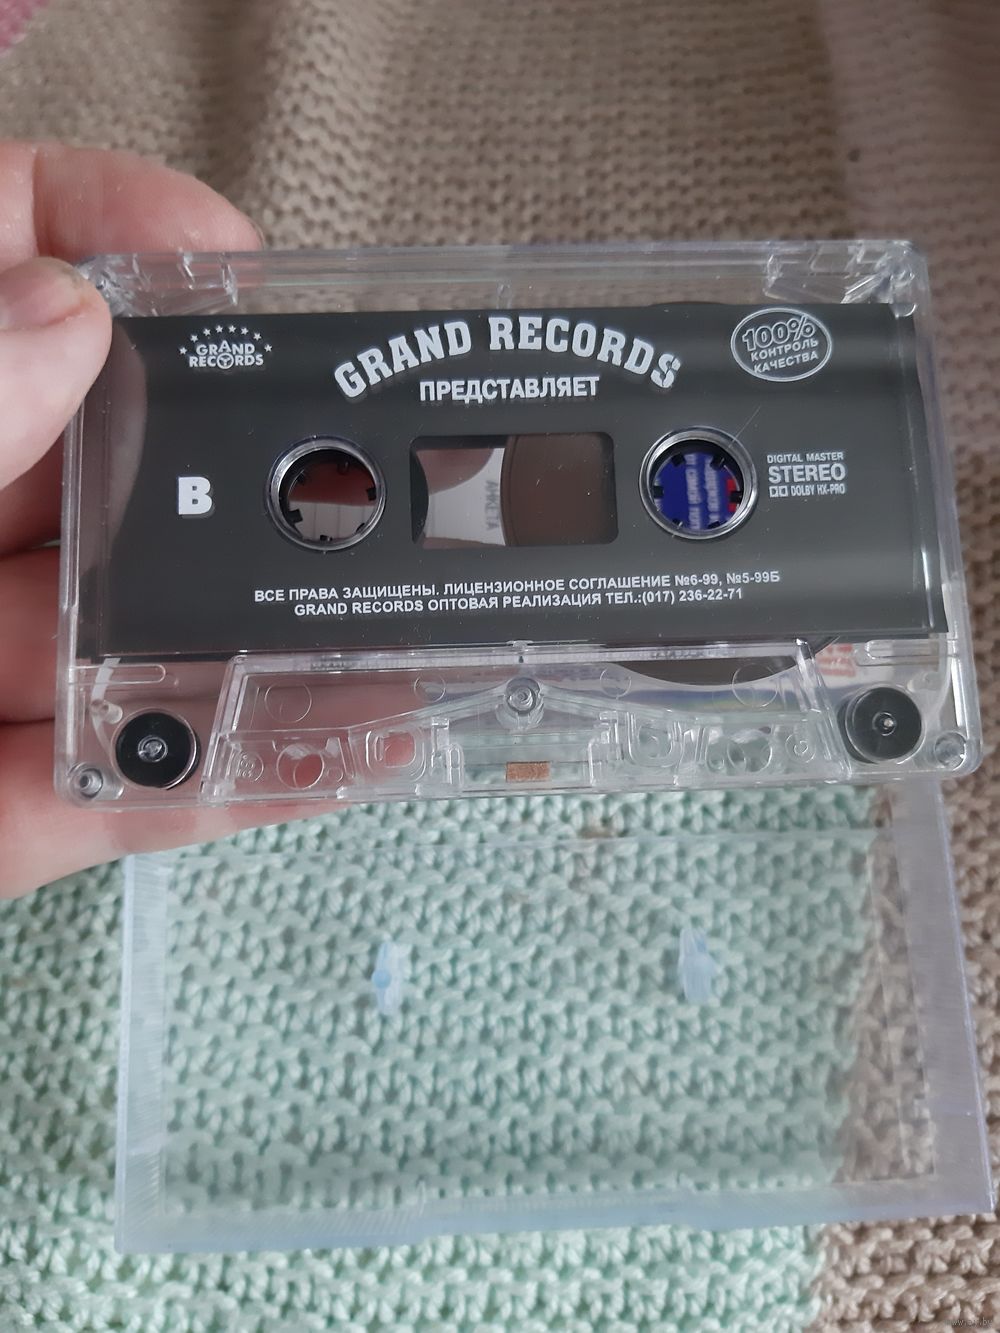 GRAND
RECORDS
GRAND RECORDS
ПРЕДСТАВЛЯЕТ
100%
КОНТРОЛЬ
КАЧЕСТВА
B
АНКЕТА
DIGITAL MASTER
STEREO
DOLBY HX-PRO
ВСЕ ПРАВА ЗАЩИЩЕНЫ. ЛИЦЕНЗИОННОЕ СОГЛАШЕНИЕ №6-99, №5-99Б
GRAND RECORDS ОПТОВАЯ РЕАЛИЗАЦИЯ ТЕЛ.:(017) 236-22-71